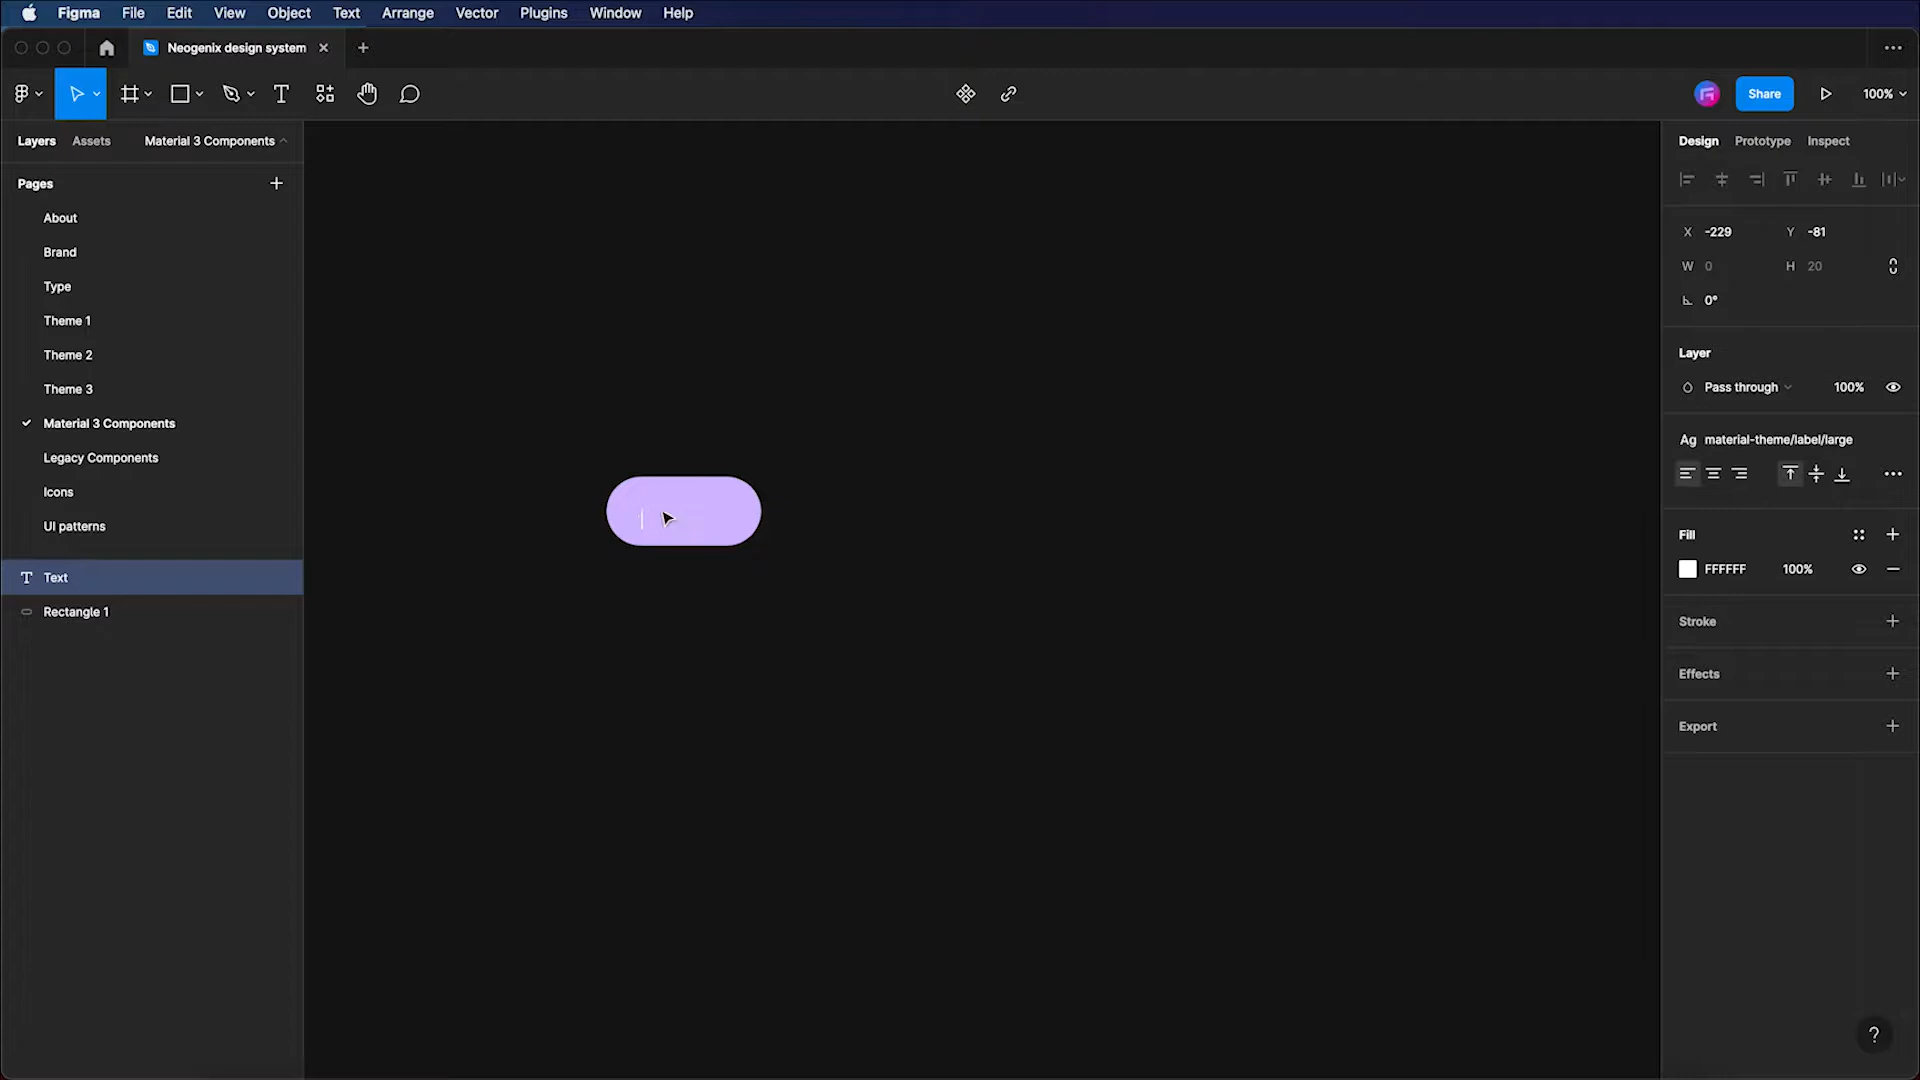 Figma File Edit View Object Text Arrange Vector Plugins Window Help
Neogenix design system
Share 100%
Layers Assets Material 3 Components
Design Prototype Inspect
Pages
About
Brand
Type
Theme 1
Theme 2
Theme 3
Material 3 Components
Legacy Components
Icons
UI patterns
Text
Rectangle 1
X -229 Y -81
W 0 H 20
0°
Layer
Pass through 100%
Ag material-theme/label/large
Fill
FFFFFF 100%
Stroke
Effects
Export
?